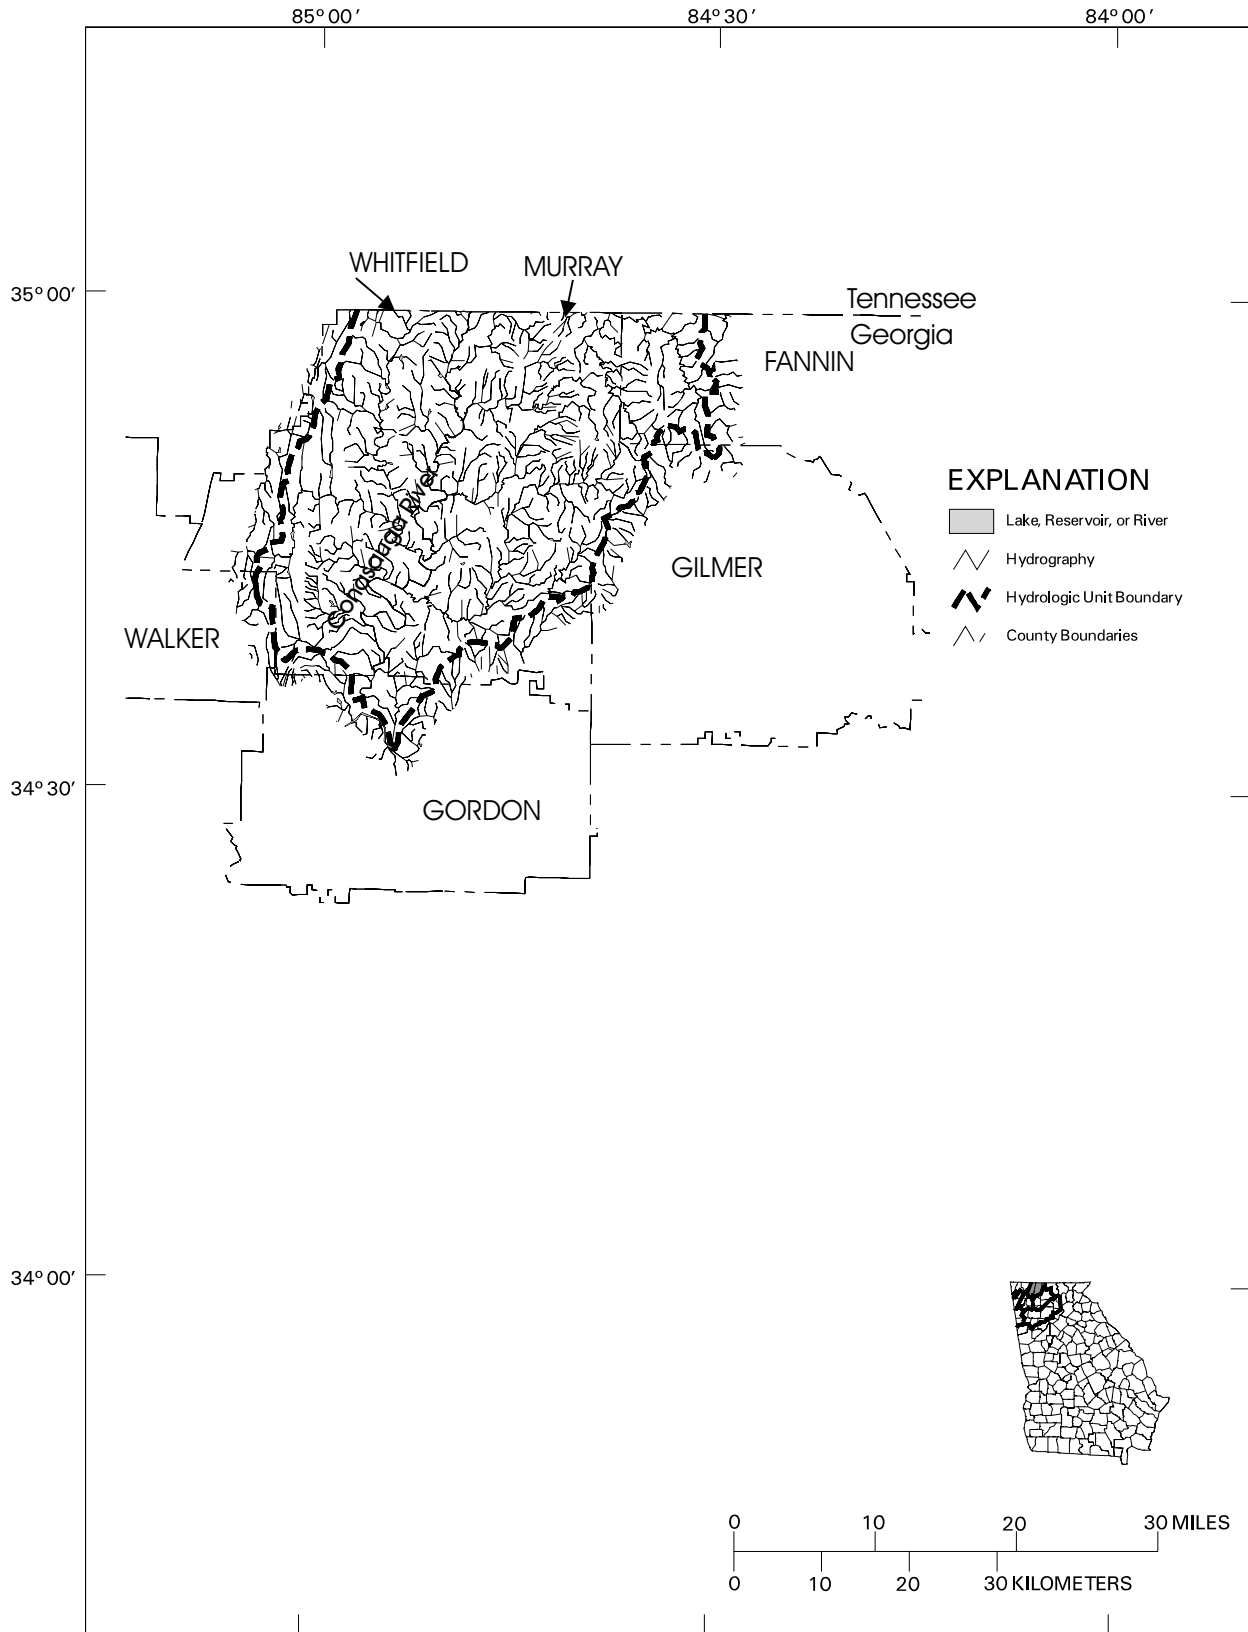 85° 00′
84° 30′
84° 00′
WHITFIELD
MURRAY
35° 00′
Tennessee
Georgia
FANNIN
EXPLANATION
Lake, Reservoir, or River
Hydrography
Hydrologic Unit Boundary
County Boundaries
Conasauga River
GILMER
WALKER
34° 30′
GORDON
34° 00′
0 10 20 30 MILES
0 10 20 30 KILOMETERS